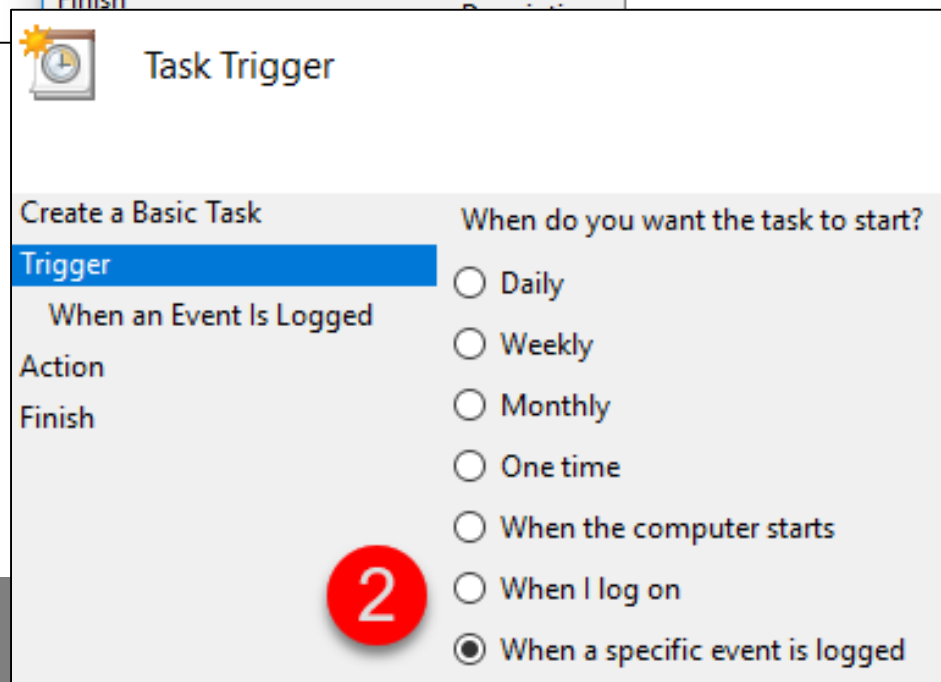 Finish
Task Trigger
Create a Basic Task
Trigger
When an Event Is Logged
Action
Finish
When do you want the task to start?
Daily
Weekly
Monthly
One time
When the computer starts
When I log on
When a specific event is logged
2